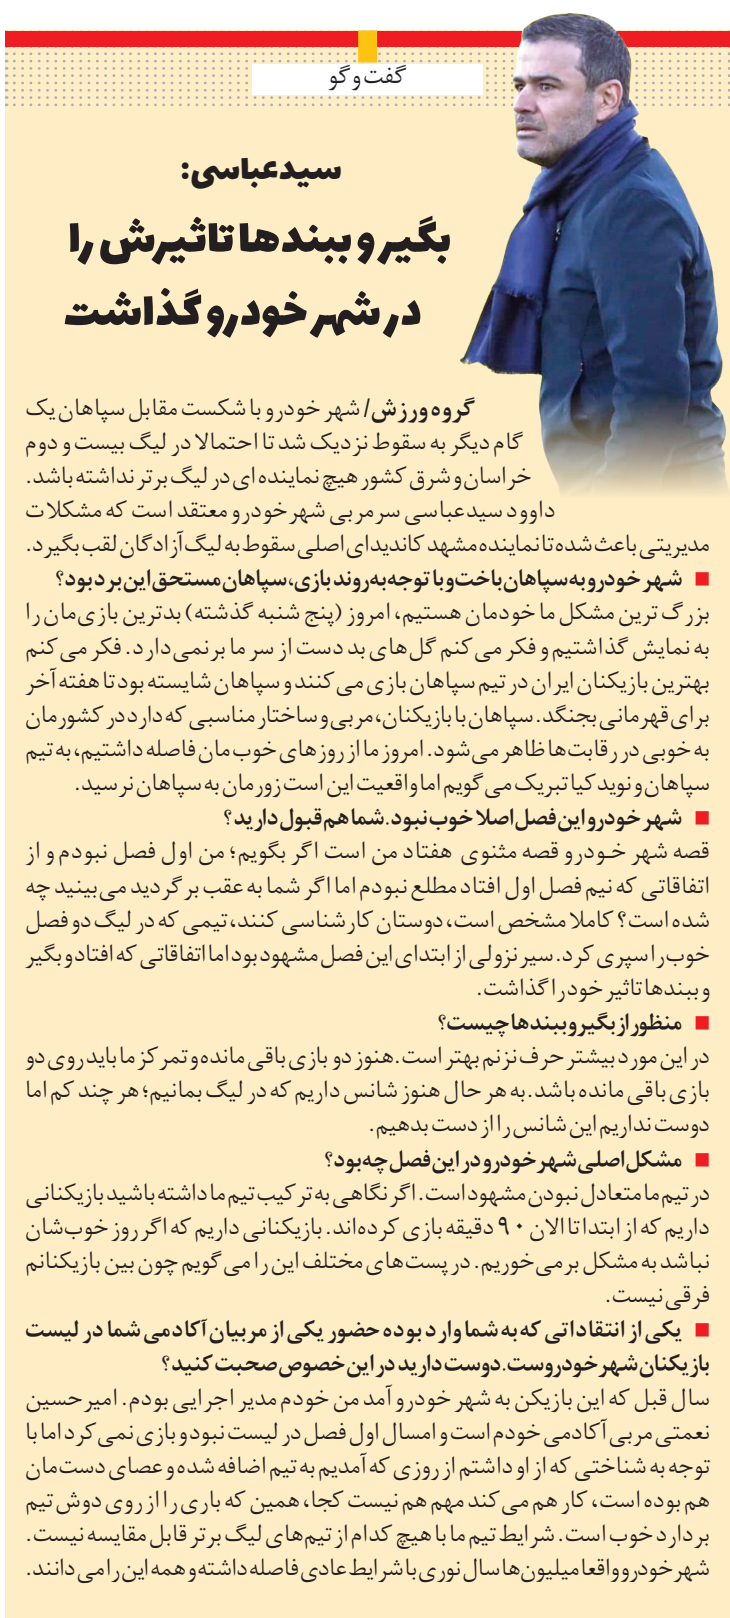 گفت و گو
سیدعباسی:
بگیر و ببندها تاثیرش را
در شهر خودرو گذاشت
گروه ورزش/ شهر خودرو با شکست مقابل سپاهان یک
گام دیگر به سقوط نزدیک شد تا احتمالا در لیگ بیست و دوم
خراسان و شرق کشور هیچ نماینده ای در لیگ برتر نداشته باشد.
داوود سیدعباسی سرمربی شهر خودرو معتقد است که مشکلات
مدیریتی باعث شده تا نماینده مشهد کاندیدای اصلی سقوط به لیگ آزادگان لقب بگیرد.
■ شهر خودرو به سپاهان باخت و با توجه به روند بازی، سپاهان مستحق این برد بود؟
بزرگ ترین مشکل ما خودمان هستیم، امروز (پنج شنبه گذشته) بدترین بازی‌مان را
به نمایش گذاشتیم و فکر می کنم گل‌های بد دست از سر ما برنمی‌دارد. فکر می کنم
بهترین بازیکنان ایران در تیم سپاهان بازی می کنند و سپاهان شایسته بود تا هفته آخر
برای قهرمانی بجنگد. سپاهان با بازیکنان، مربی و ساختار مناسبی که دارد در کشورمان
به خوبی در رقابت‌ها ظاهر می‌شود. امروز ما از روزهای خوب‌مان فاصله داشتیم، به تیم
سپاهان و نوید کیا تبریک می گویم اما واقعیت این است زورمان به سپاهان نرسید.
■ شهر خودرو این فصل اصلا خوب نبود. شما هم قبول دارید؟
قصه شهر خودرو قصه مثنوی هفتاد من است اگر بگویم؛ من اول فصل نبودم و از
اتفاقاتی که نیم فصل اول افتاد مطلع نبودم اما اگر شما به عقب برگردید می‌بینید چه
شده است؟ کاملا مشخص است، دوستان کارشناسی کنند، تیمی که در لیگ دو فصل
خوب را سپری کرد. سیر نزولی از ابتدای این فصل مشهود بود اما اتفاقاتی که افتاد و بگیر
و ببندها تاثیر خود را گذاشت.
■ منظور از بگیر و ببندها چیست؟
در این مورد بیشتر حرف نزنم بهتر است. هنوز دو بازی باقی مانده و تمرکز ما باید روی دو
بازی باقی مانده باشد. به هر حال هنوز شانس داریم که در لیگ بمانیم؛ هر چند کم اما
دوست نداریم این شانس را از دست بدهیم.
■ مشکل اصلی شهر خودرو در این فصل چه بود؟
در تیم ما متعادل نبودن مشهود است. اگر نگاهی به ترکیب تیم ما داشته باشید بازیکنانی
داریم که از ابتدا تا الان ۹۰ دقیقه بازی کرده‌اند. بازیکنانی داریم که اگر روز خوب‌شان
نباشد به مشکل برمی‌خوریم. در پست‌های مختلف این را می گویم چون بین بازیکنانم
فرقی نیست.
■ یکی از انتقاداتی که به شما وارد بوده حضور یکی از مربیان آکادمی شما در لیست
بازیکنان شهر خودروست. دوست دارید در این خصوص صحبت کنید؟
سال قبل که این بازیکن به شهر خودرو آمد من خودم مدیر اجرایی بودم. امیرحسین
نعمتی مربی آکادمی خودم است و امسال اول فصل در لیست نبود و بازی نمی کرد اما با
توجه به شناختی که از او داشتم از روزی که آمدیم به تیم اضافه شده و عصای دست‌مان
هم بوده است، کار هم می کند مهم هم نیست کجا، همین که باری را از روی دوش تیم
بردارد خوب است. شرایط تیم ما با هیچ کدام از تیم‌های لیگ برتر قابل مقایسه نیست.
شهر خودرو واقعا میلیون‌ها سال نوری با شرایط عادی فاصله داشته و همه این را می دانند.